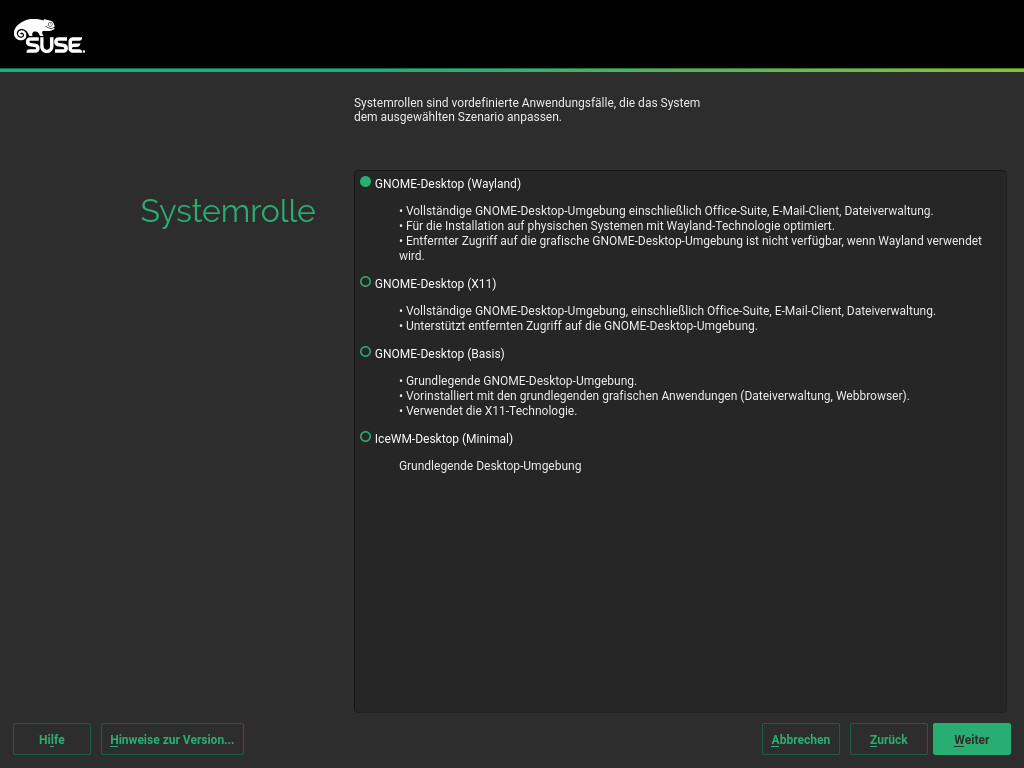 SUSE.
Systemrollen sind vordefinierte Anwendungsfälle, die das System
dem ausgewählten Szenario anpassen.
Systemrolle
GNOME-Desktop (Wayland)
• Vollständige GNOME-Desktop-Umgebung einschließlich Office-Suite, E-Mail-Client, Dateiverwaltung.
• Für die Installation auf physischen Systemen mit Wayland-Technologie optimiert.
• Entfernter Zugriff auf die grafische GNOME-Desktop-Umgebung ist nicht verfügbar, wenn Wayland verwendet
wird.
GNOME-Desktop (X11)
• Vollständige GNOME-Desktop-Umgebung, einschließlich Office-Suite, E-Mail-Client, Dateiverwaltung.
• Unterstützt entfernten Zugriff auf die GNOME-Desktop-Umgebung.
GNOME-Desktop (Basis)
• Grundlegende GNOME-Desktop-Umgebung.
• Vorinstalliert mit den grundlegenden grafischen Anwendungen (Dateiverwaltung, Webbrowser).
• Verwendet die X11-Technologie.
IceWM-Desktop (Minimal)
Grundlegende Desktop-Umgebung
Hilfe
Hinweise zur Version...
Abbrechen
Zurück
Weiter